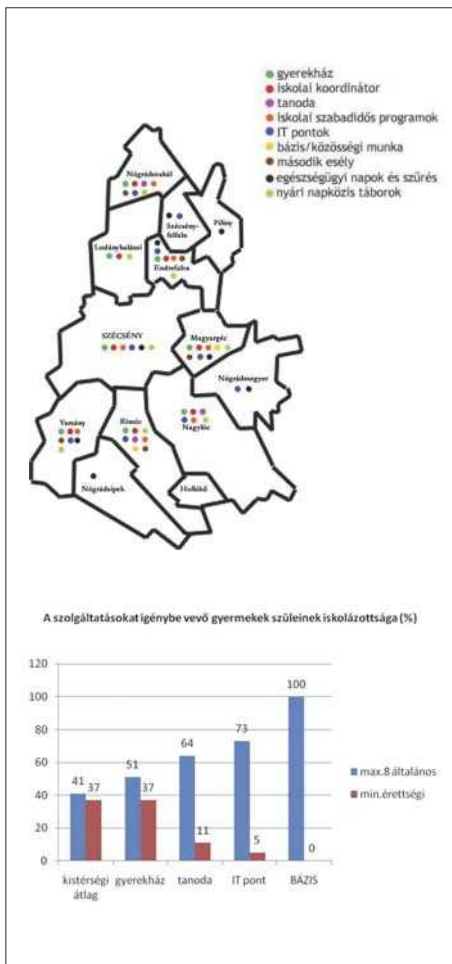 gyerekház
iskolai koordinátor
tanoda
iskolai szabadidős programok
IT pontok
bázis/közösségi munka
második esély
egészségügyi napok és szűrés
nyári napközis táborok
Nógrádszakál
Szécsény-
felfalu
Piliny
Ludányhalászi
Endrefalva
SZÉCSÉNY
Magyargéc
Nógrádmegyer
Varsány
Rimóc
Nagylóc
Nógrádsipek
Hollókő
A szolgáltatásokat igénybe vevő gyermekek szüleinek iskolázottsága (%)
120
100
80
60
40
20
0
41
37
51
37
64
11
73
5
100
0
kistérségi
átlag
gyerekház
tanoda
IT pont
BÁZIS
max.8 általános
min.érettségi